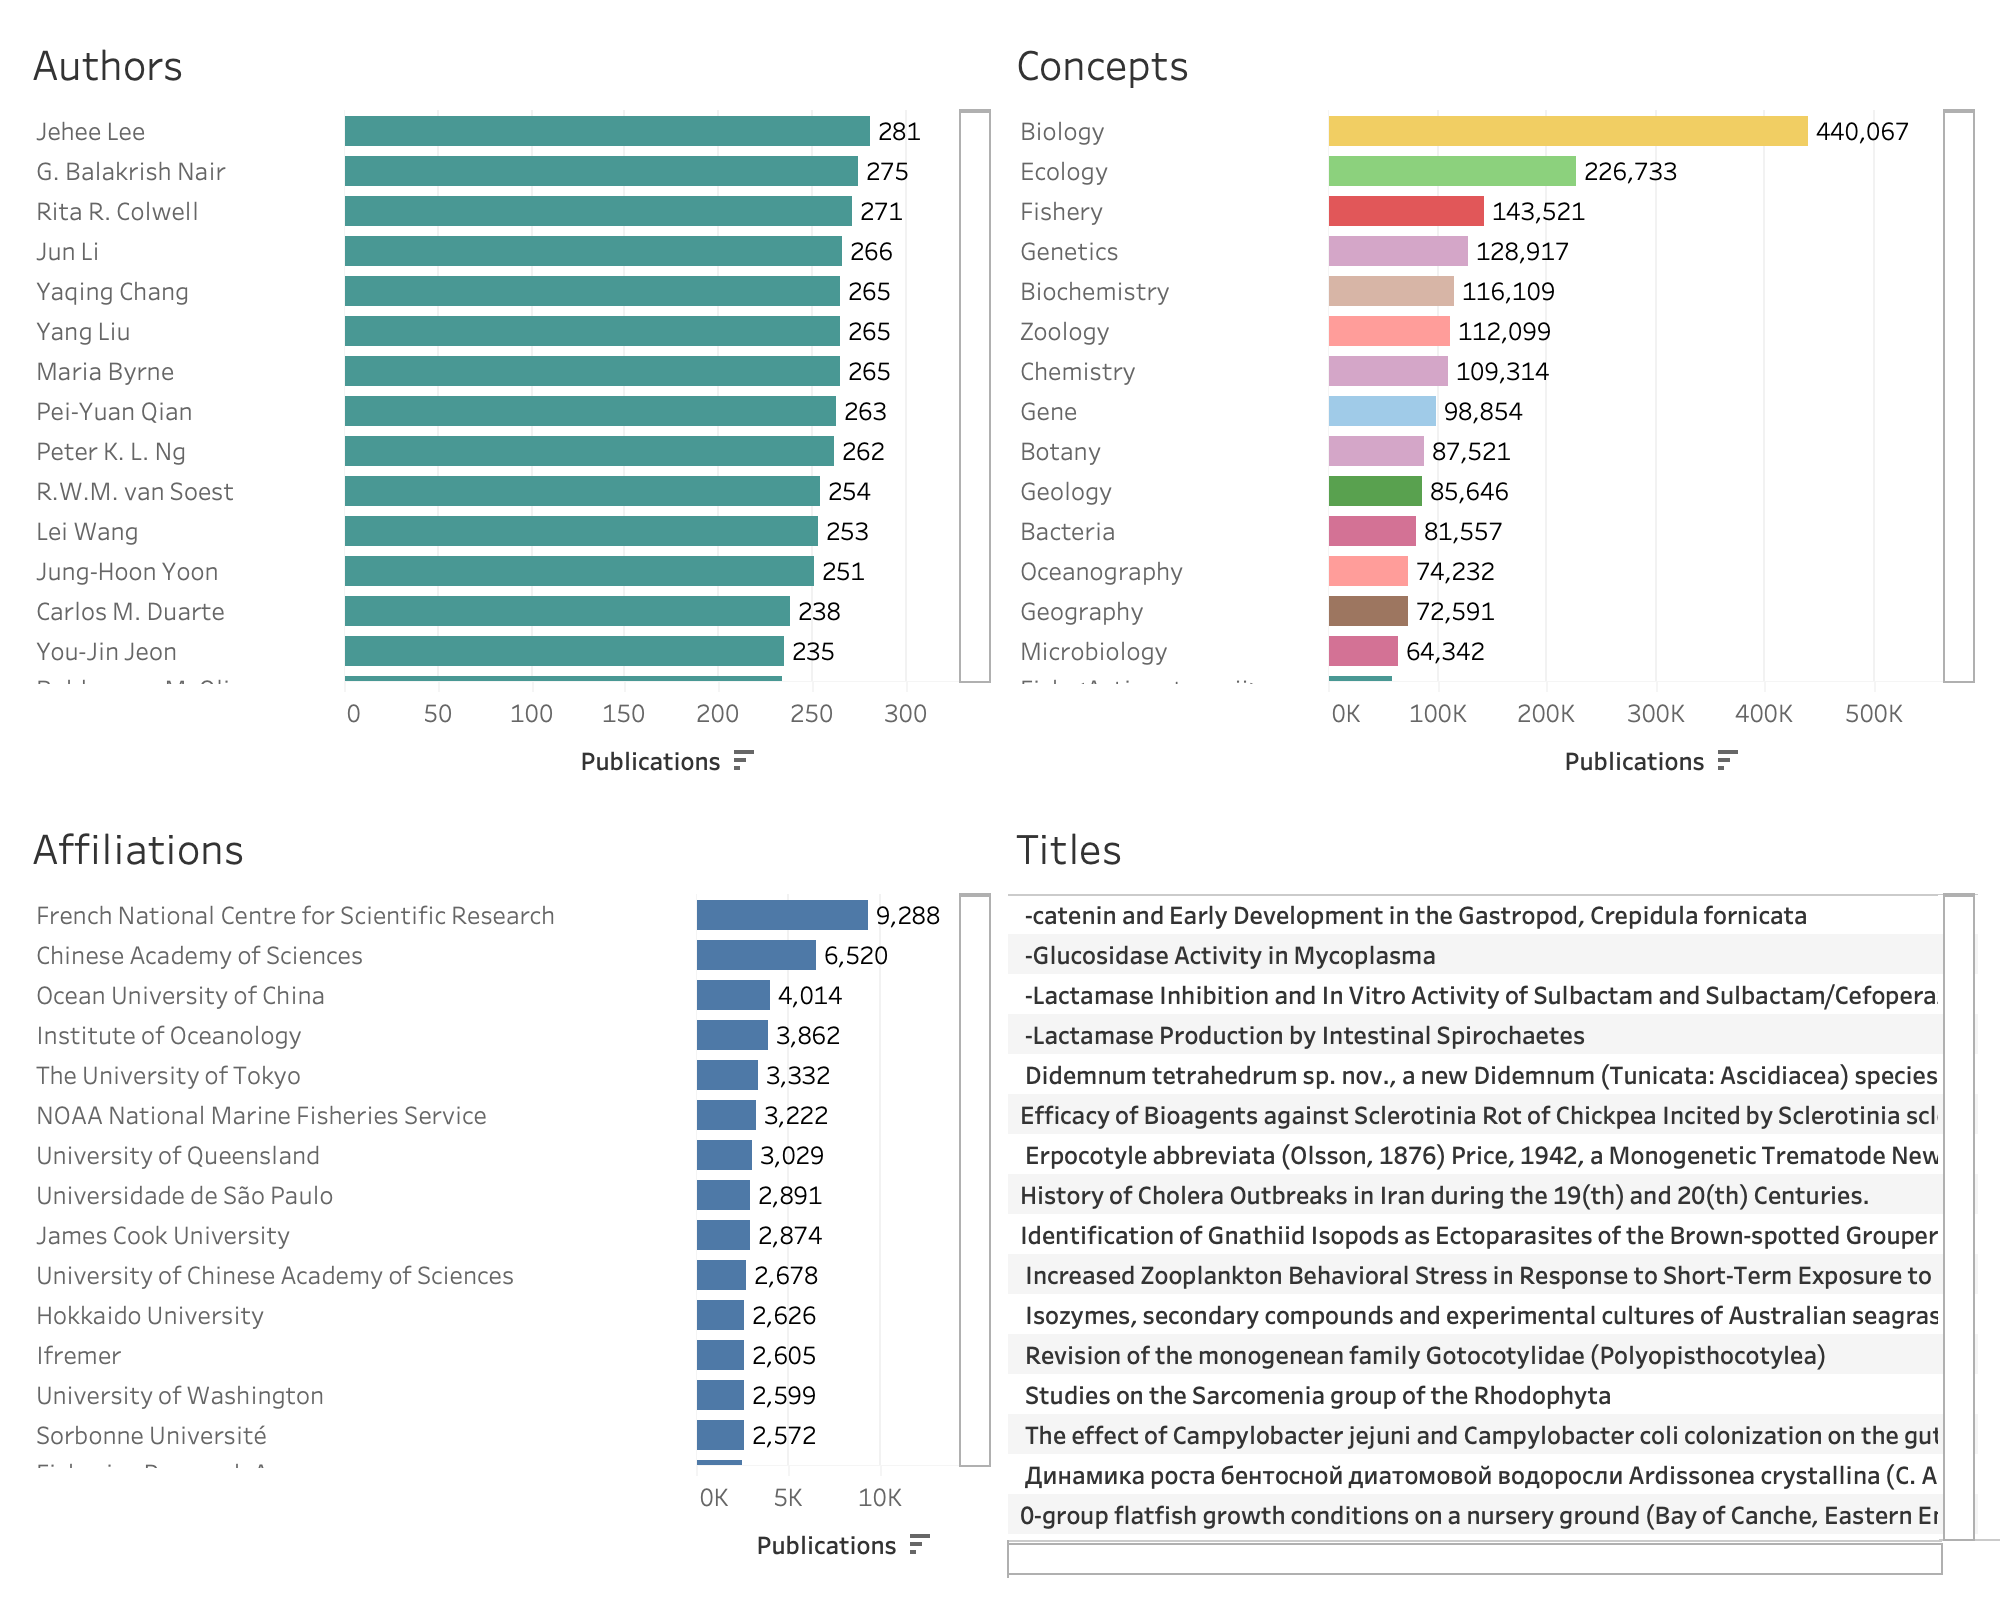 Authors
Jehee Lee 281
G. Balakrish Nair 275
Rita R. Colwell 271
Jun Li 266
Yaqing Chang 265
Yang Liu 265
Maria Byrne 265
Pei-Yuan Qian 263
Peter K. L. Ng 262
R.W.M. van Soest 254
Lei Wang 253
Jung-Hoon Yoon 251
Carlos M. Duarte 238
You-Jin Jeon 235
0 50 100 150 200 250 300
Publications
Concepts
Biology 440,067
Ecology 226,733
Fishery 143,521
Genetics 128,917
Biochemistry 116,109
Zoology 112,099
Chemistry 109,314
Gene 98,854
Botany 87,521
Geology 85,646
Bacteria 81,557
Oceanography 74,232
Geography 72,591
Microbiology 64,342
0K 100K 200K 300K 400K 500K
Publications
Affiliations
French National Centre for Scientific Research 9,288
Chinese Academy of Sciences 6,520
Ocean University of China 4,014
Institute of Oceanology 3,862
The University of Tokyo 3,332
NOAA National Marine Fisheries Service 3,222
University of Queensland 3,029
Universidade de São Paulo 2,891
James Cook University 2,874
University of Chinese Academy of Sciences 2,678
Hokkaido University 2,626
Ifremer 2,605
University of Washington 2,599
Sorbonne Université 2,572
0K 5K 10K
Publications
Titles
-catenin and Early Development in the Gastropod, Crepidula fornicata
-Glucosidase Activity in Mycoplasma
-Lactamase Inhibition and In Vitro Activity of Sulbactam and Sulbactam/Cefopera
-Lactamase Production by Intestinal Spirochaetes
Didemnum tetrahedrum sp. nov., a new Didemnum (Tunicata: Ascidiacea) species
Efficacy of Bioagents against Sclerotinia Rot of Chickpea Incited by Sclerotinia scl
Erpocotyle abbreviata (Olsson, 1876) Price, 1942, a Monogenetic Trematode New
History of Cholera Outbreaks in Iran during the 19(th) and 20(th) Centuries.
Identification of Gnathiid Isopods as Ectoparasites of the Brown-spotted Grouper
Increased Zooplankton Behavioral Stress in Response to Short-Term Exposure to
Isozymes, secondary compounds and experimental cultures of Australian seagras
Revision of the monogenean family Gotocotylidae (Polyopisthocotylea)
Studies on the Sarcomenia group of the Rhodophyta
The effect of Campylobacter jejuni and Campylobacter coli colonization on the gut
Динамика роста бентосной диатомовой водоросли Ardissonea crystallina (C. A
0-group flatfish growth conditions on a nursery ground (Bay of Canche, Eastern E